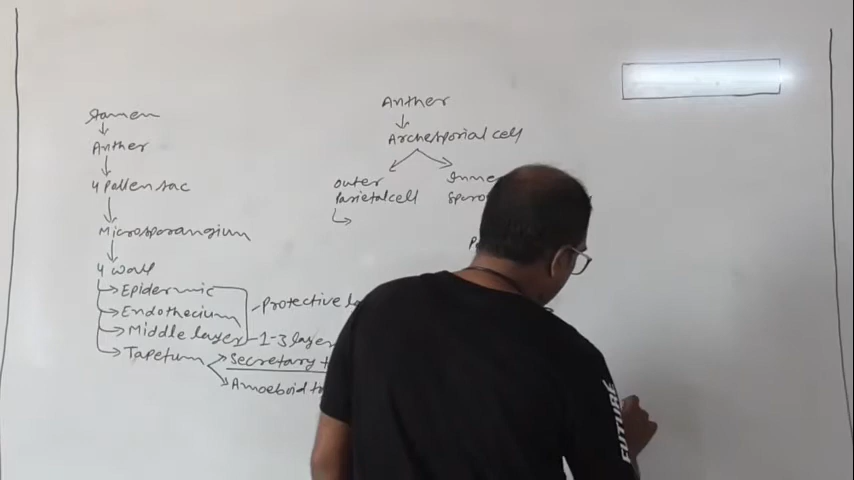 Stamen
Anther
4 Pollen sac
Microsporangium
4 wall
Epidermic
Endothecium
Middle layer
Tapetum
Protective
1-3 layer
Secretary
Amoeboid
Anther
Archesporial cell
Outer
Parietal cell
FUTURE